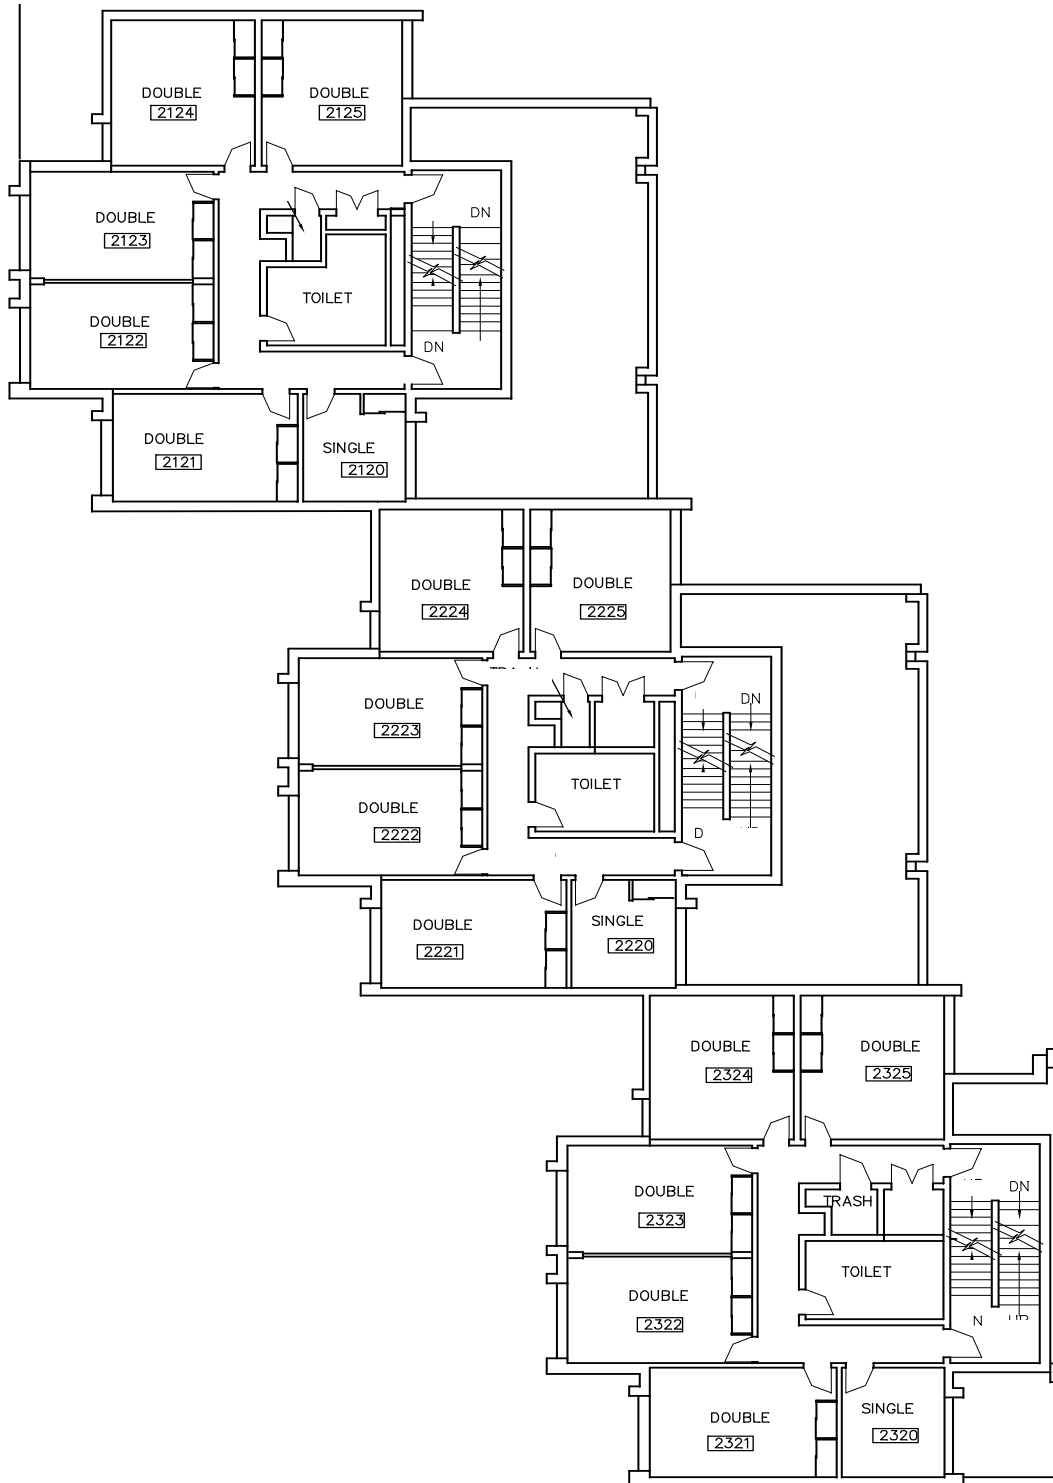 DOUBLE
2124
DOUBLE
2125
DOUBLE
2123
DN
TOILET
DOUBLE
2122
DN
DOUBLE
2121
SINGLE
2120
DOUBLE
2224
DOUBLE
2225
DOUBLE
2223
DN
TOILET
DOUBLE
2222
D
DOUBLE
2221
SINGLE
2220
DOUBLE
2324
DOUBLE
2325
DOUBLE
2323
TRASH
DN
TOILET
DOUBLE
2322
N
DOUBLE
2321
SINGLE
2320